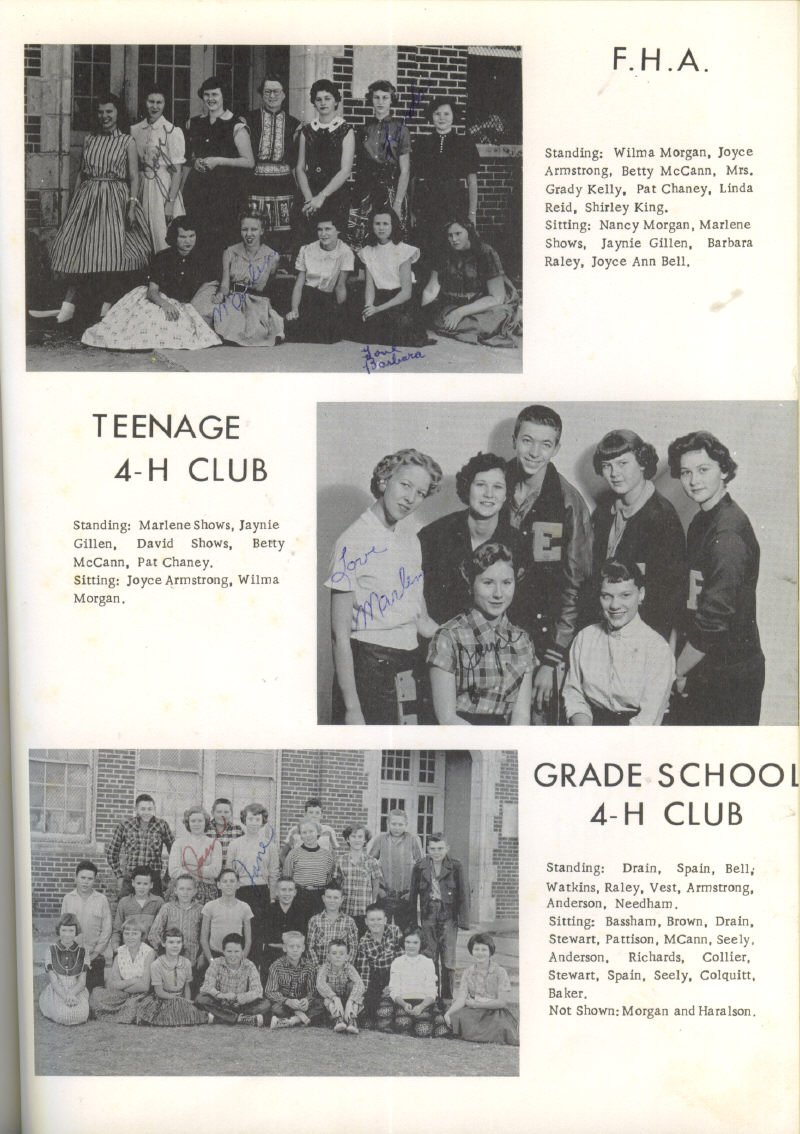 F.H.A.
Standing: Wilma Morgan, Joyce
Armstrong, Betty McCann, Mrs.
Grady Kelly, Pat Chaney, Linda
Reid, Shirley King.
Sitting: Nancy Morgan, Marlene
Shows, Jaynie Gillen, Barbara
Raley, Joyce Ann Bell.
Joyce
Marlene
Love
Barbara
TEENAGE
4-H CLUB
Standing: Marlene Shows, Jaynie
Gillen, David Shows, Betty
McCann, Pat Chaney.
Sitting: Joyce Armstrong, Wilma
Morgan.
Love
Marlen
Joyce
E
GRADE SCHOOL
4-H CLUB
Standing: Drain, Spain, Bell,
Watkins, Raley, Vest, Armstrong,
Anderson, Needham.
Sitting: Bassham, Brown, Drain,
Stewart, Pattison, MCann, Seely,
Anderson, Richards, Collier,
Stewart, Spain, Seely, Colquitt,
Baker.
Not Shown: Morgan and Haralson.
June